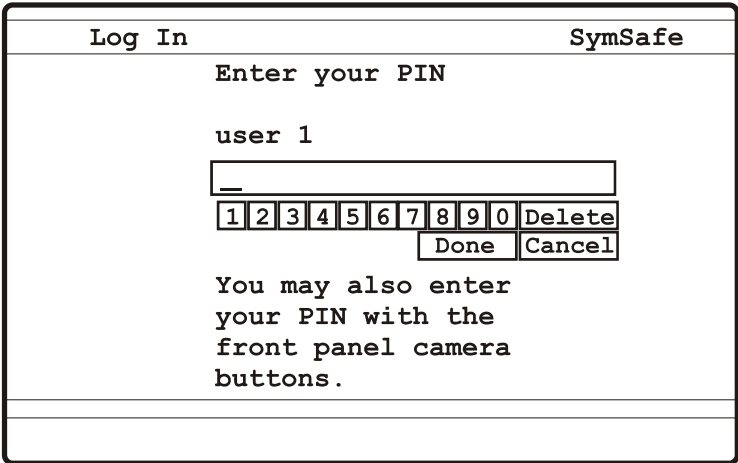 Log In SymSafe
Enter your PIN
user 1
_
1 2 3 4 5 6 7 8 9 0 Delete
Done Cancel
You may also enter
your PIN with the
front panel camera
buttons.